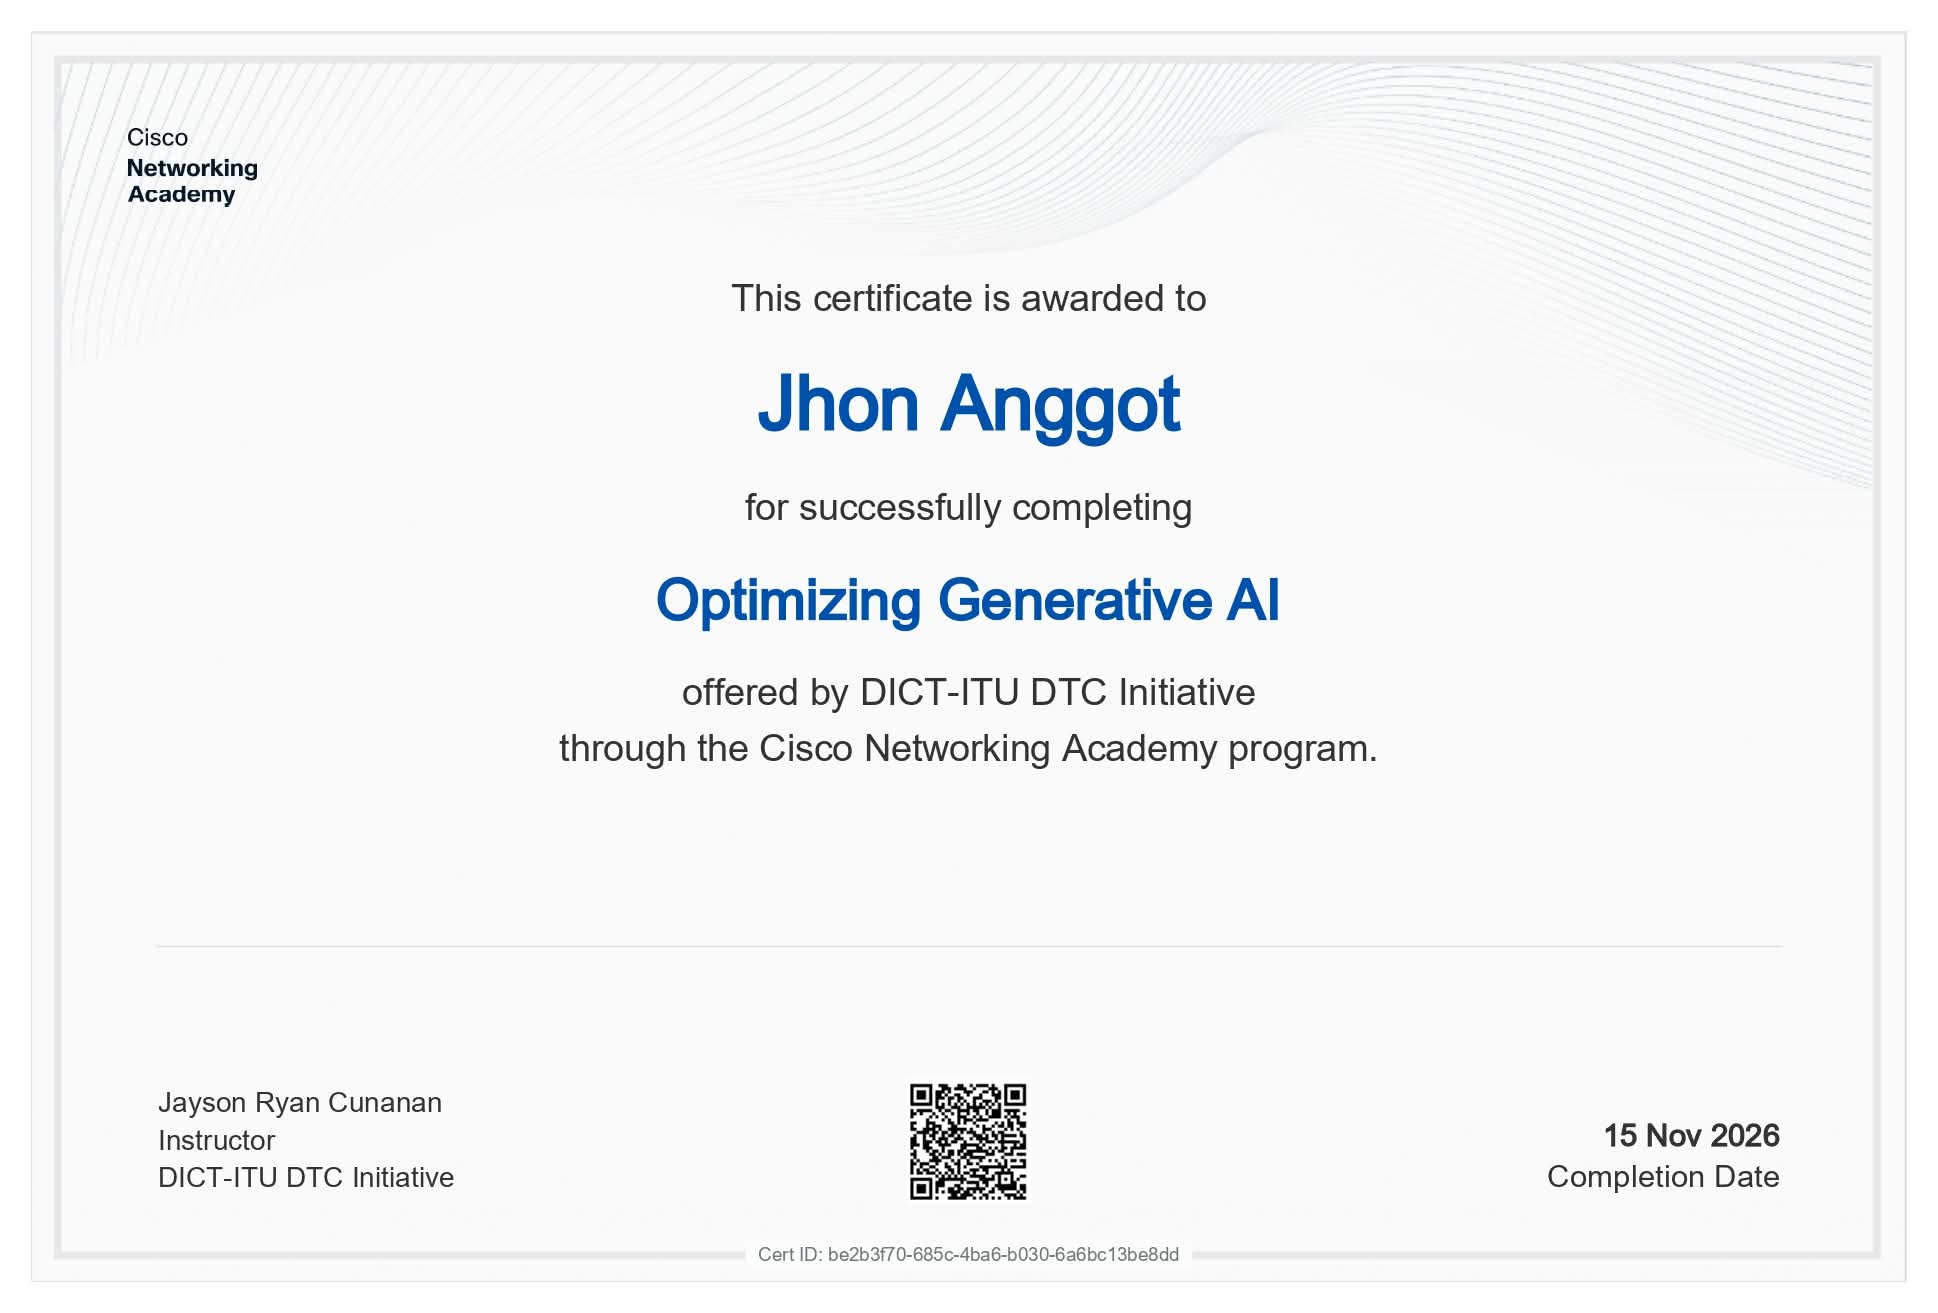 Cisco
Networking
Academy
This certificate is awarded to
Jhon Anggot
for successfully completing
Optimizing Generative AI
offered by DICT-ITU DTC Initiative
through the Cisco Networking Academy program.
Jayson Ryan Cunanan
Instructor
DICT-ITU DTC Initiative
15 Nov 2026
Completion Date
Cert ID: be2b3f70-685c-4ba6-b030-6a6bc13be8dd